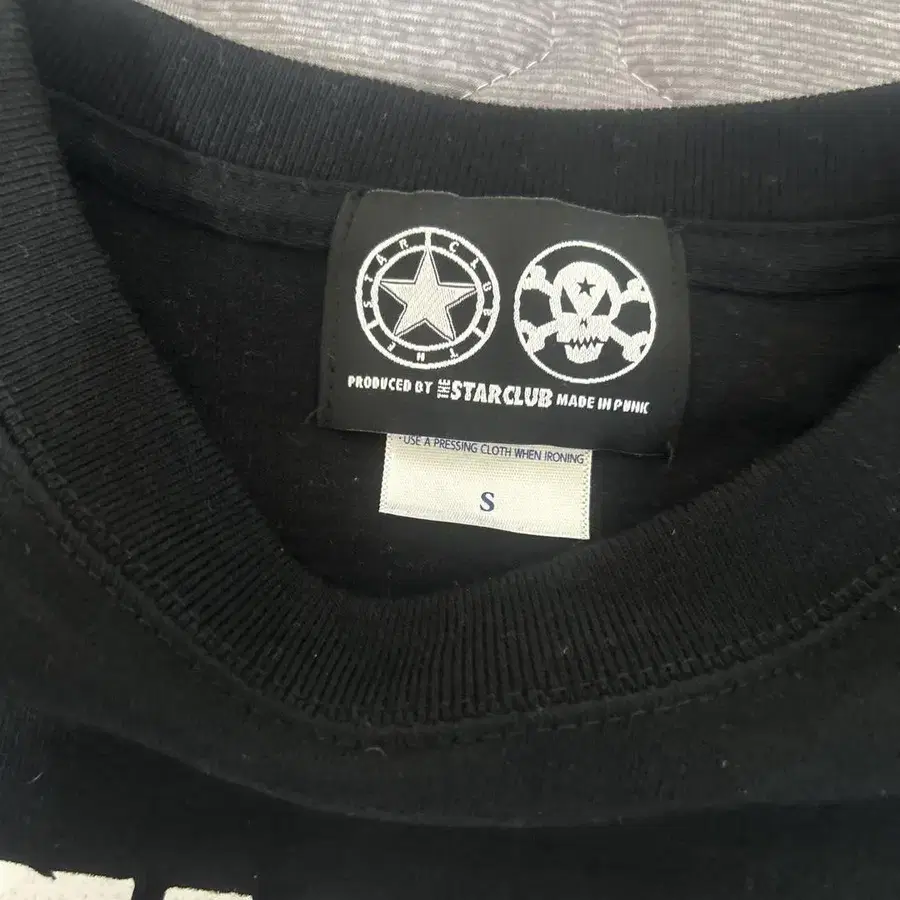 THE STAR CLUB
PRODUCED BY THE STARCLUB MADE IN PUNK
·USE A PRESSING CLOTH WHEN IRONING
S